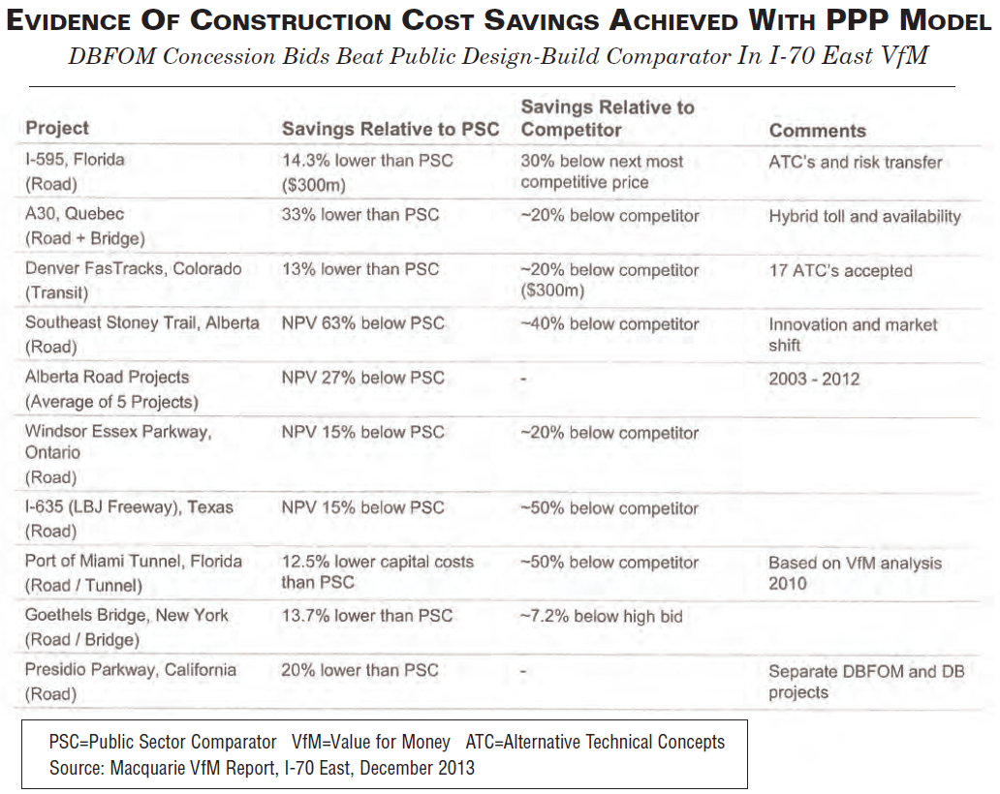 EVIDENCE OF CONSTRUCTION COST SAVINGS ACHIEVED WITH PPP MODEL
DBFOM Concession Bids Beat Public Design-Build Comparator In I-70 East VfM
Project
Savings Relative to PSC
Savings Relative to
Competitor
Comments
I-595, Florida
(Road)
14.3% lower than PSC
($300m)
30% below next most
competitive price
ATC's and risk transfer
A30, Quebec
(Road + Bridge)
33% lower than PSC
~20% below competitor
Hybrid toll and availability
Denver FasTracks, Colorado
(Transit)
13% lower than PSC
~20% below competitor
($300m)
17 ATC's accepted
Southeast Stoney Trail, Alberta
(Road)
NPV 63% below PSC
~40% below competitor
Innovation and market
shift
Alberta Road Projects
(Average of 5 Projects)
NPV 27% below PSC
-
2003 - 2012
Windsor Essex Parkway,
Ontario
(Road)
NPV 15% below PSC
~20% below competitor
I-635 (LBJ Freeway), Texas
(Road)
NPV 15% below PSC
~50% below competitor
Port of Miami Tunnel, Florida
(Road / Tunnel)
12.5% lower capital costs
than PSC
~50% below competitor
Based on VfM analysis
2010
Goethels Bridge, New York
(Road / Bridge)
13.7% lower than PSC
~7.2% below high bid
Presidio Parkway, California
(Road)
20% lower than PSC
-
Separate DBFOM and DB
projects
PSC=Public Sector Comparator VfM=Value for Money ATC=Alternative Technical Concepts
Source: Macquarie VfM Report, I-70 East, December 2013